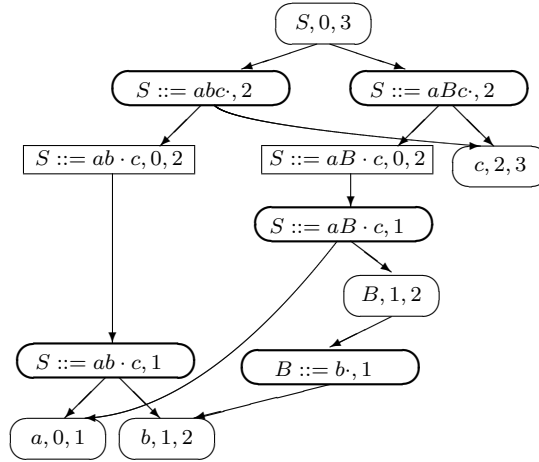 S, 0, 3
S ::= abc·, 2
S ::= aBc·, 2
S ::= ab · c, 0, 2
S ::= aB · c, 0, 2
c, 2, 3
S ::= aB · c, 1
B, 1, 2
S ::= ab · c, 1
B ::= b·, 1
a, 0, 1
b, 1, 2